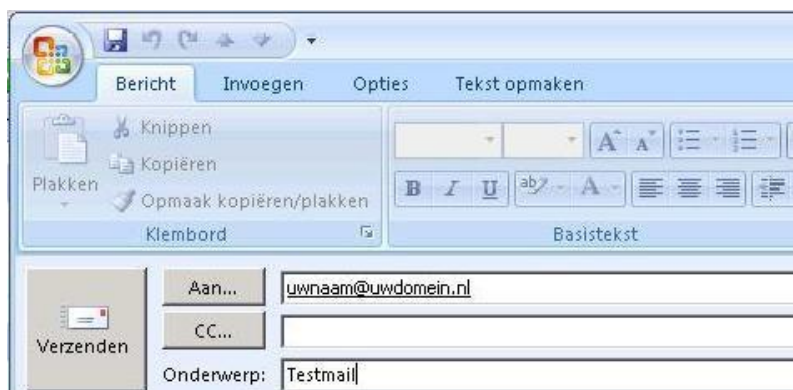 Bericht Invoegen Opties Tekst opmaken
Knippen
Kopiëren
Plakken
Opmaak kopiëren/plakken
A A
B I U ab A
Klembord Basistekst
Aan... uwnaam@uwdomein.nl
CC...
Verzenden
Onderwerp: Testmail